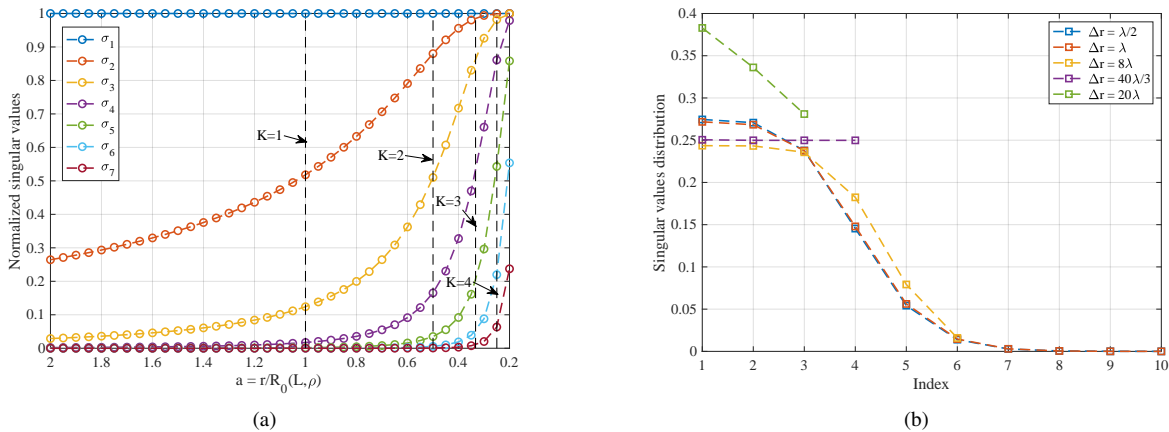 Normalized singular values
1
0.9
0.8
0.7
0.6
0.5
0.4
0.3
0.2
0.1
0
σ1
σ2
σ3
σ4
σ5
σ6
σ7
K=1
K=2
K=3
K=4
2 1.8 1.6 1.4 1.2 1 0.8 0.6 0.4 0.2
a = r/R0(L,ρ)
(a)
Singular values distribution
0.4
0.35
0.3
0.25
0.2
0.15
0.1
0.05
0
Δr = λ/2
Δr = λ
Δr = 8λ
Δr = 40λ/3
Δr = 20λ
1 2 3 4 5 6 7 8 9 10
Index
(b)